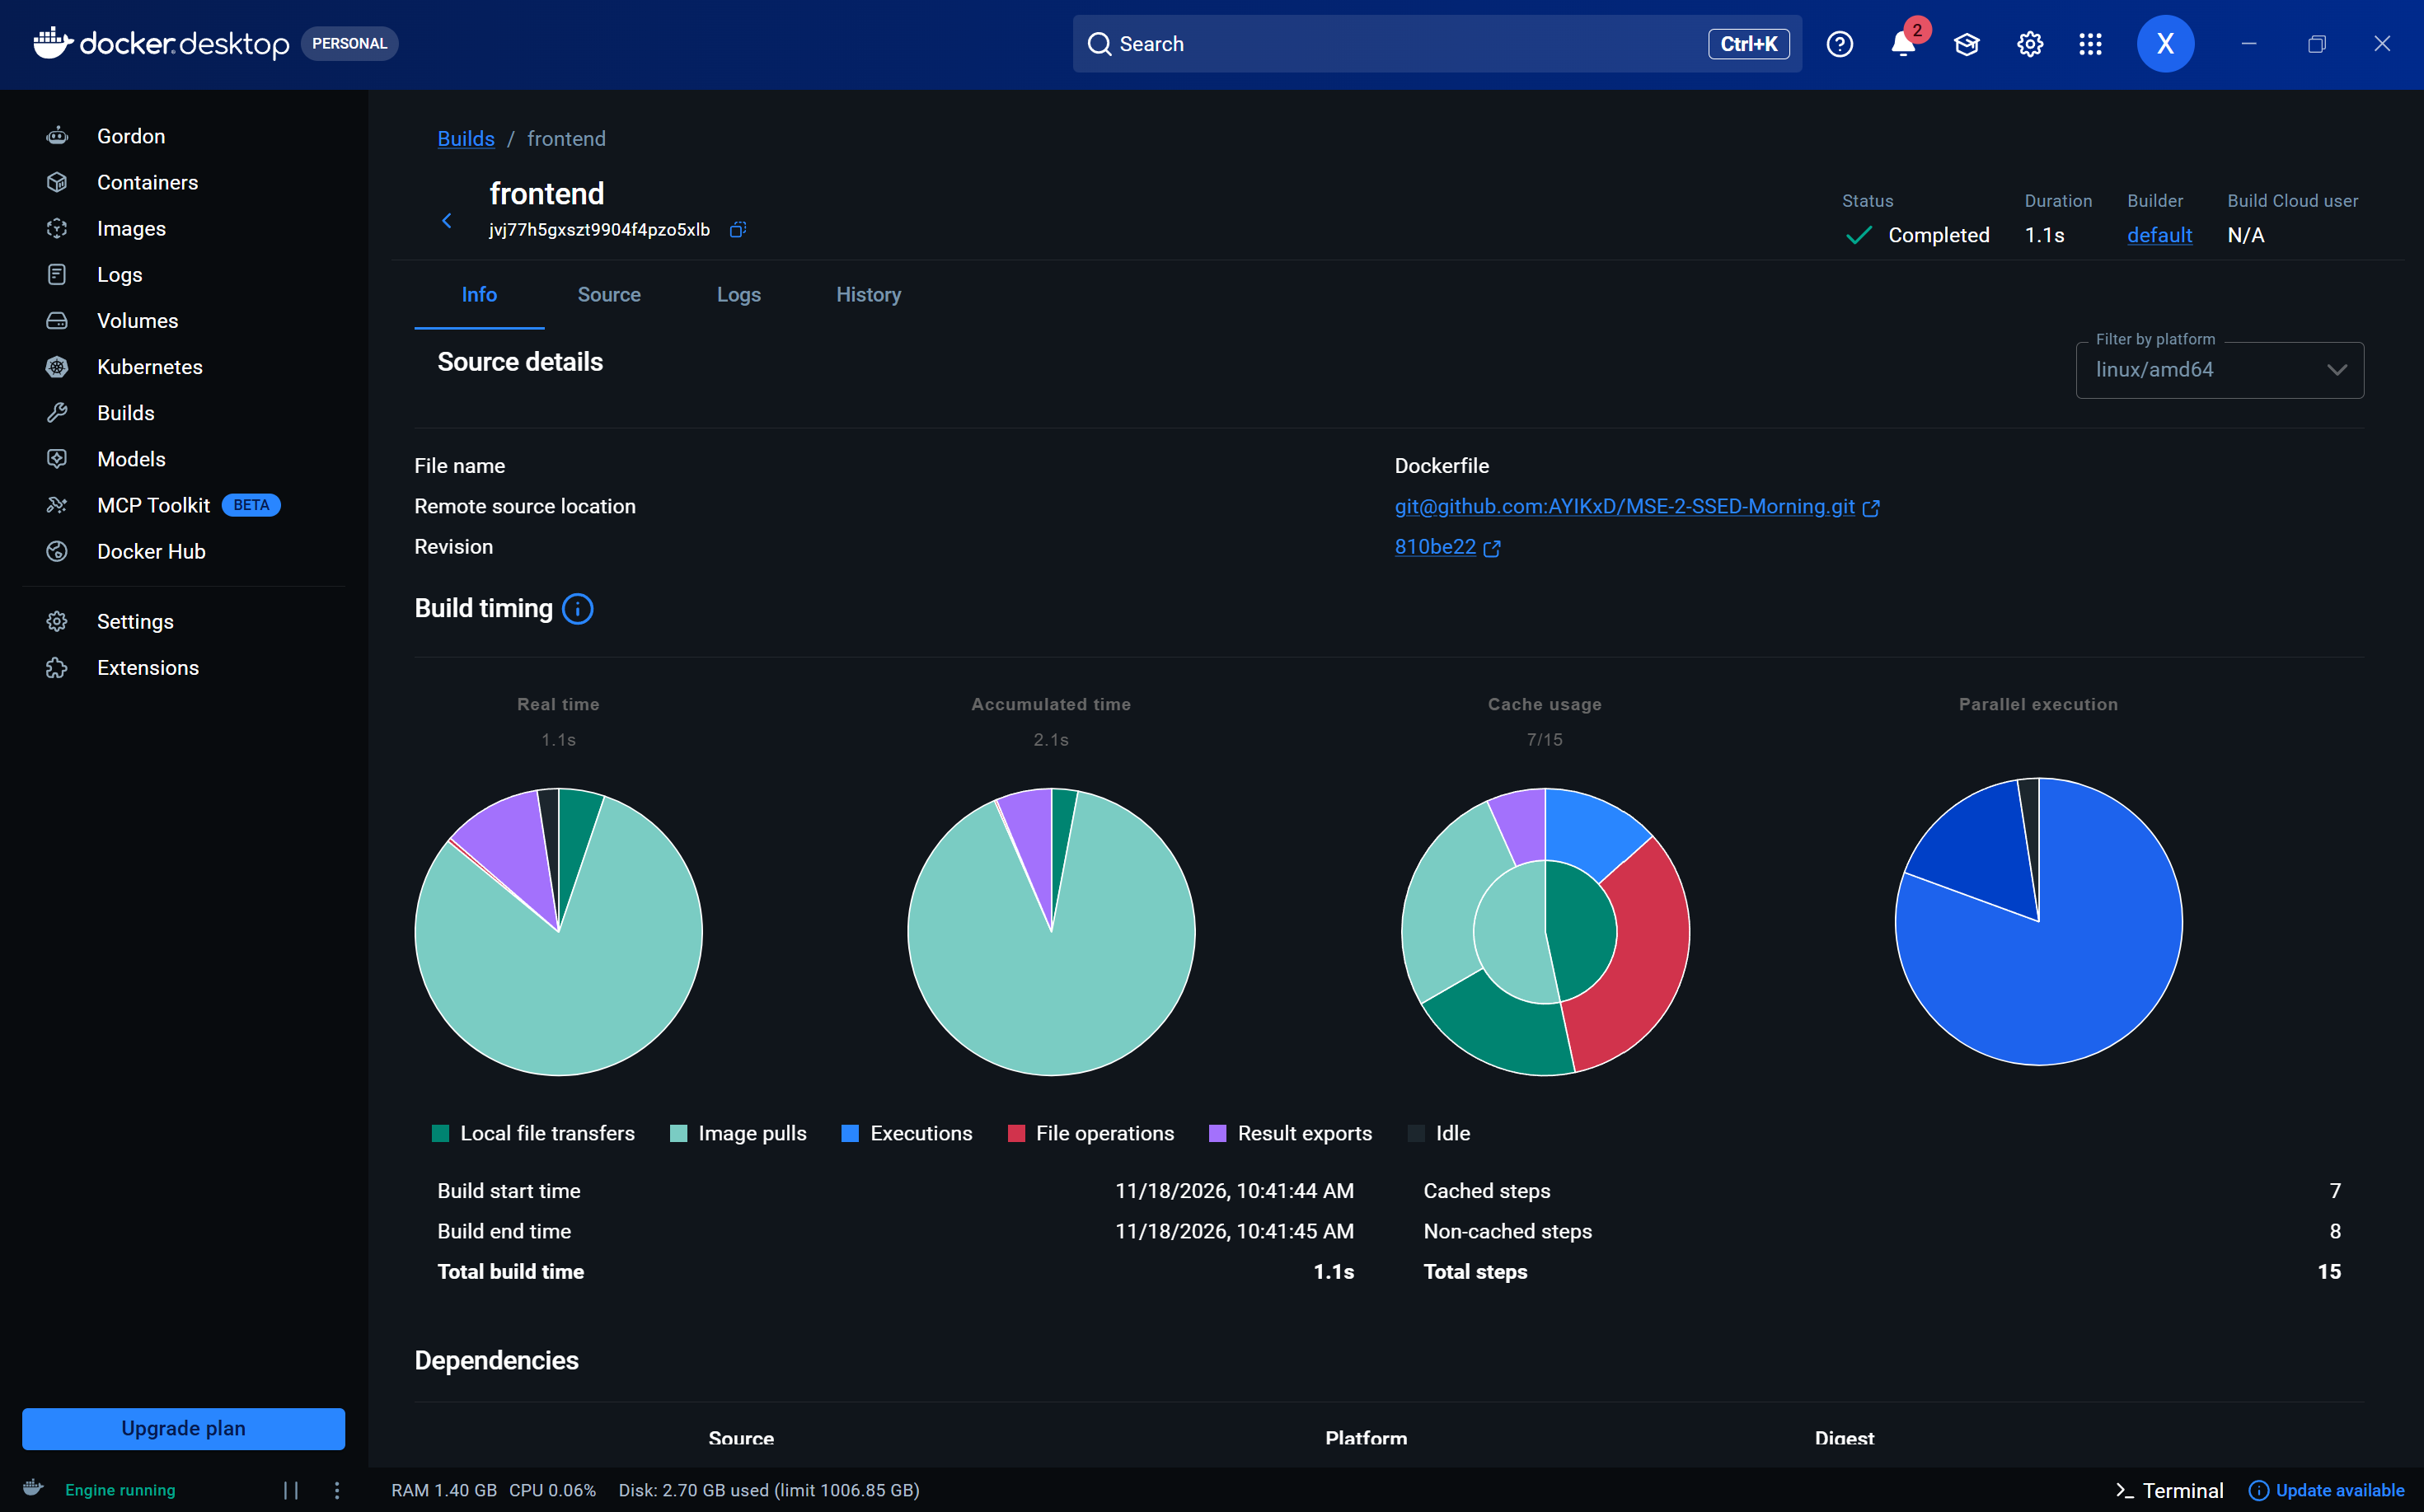 docker.desktop PERSONAL
Search Ctrl+K
2
X
Gordon
Containers
Images
Logs
Volumes
Kubernetes
Builds
Models
MCP Toolkit BETA
Docker Hub
Settings
Extensions
Upgrade plan
Engine running
Builds / frontend
frontend
jvj77h5gxszt9904f4pzo5xlb
Status Duration Builder Build Cloud user
Completed 1.1s default N/A
Info Source Logs History
Source details
Filter by platform
linux/amd64
File name Dockerfile
Remote source location git@github.com:AYIKxD/MSE-2-SSED-Morning.git
Revision 810be22
Build timing
Real time Accumulated time Cache usage Parallel execution
1.1s 2.1s 7/15
Local file transfers Image pulls Executions File operations Result exports Idle
Build start time 11/18/2026, 10:41:44 AM Cached steps 7
Build end time 11/18/2026, 10:41:45 AM Non-cached steps 8
Total build time 1.1s Total steps 15
Dependencies
Source Platform Digest
RAM 1.40 GB CPU 0.06% Disk: 2.70 GB used (limit 1006.85 GB)
Terminal Update available